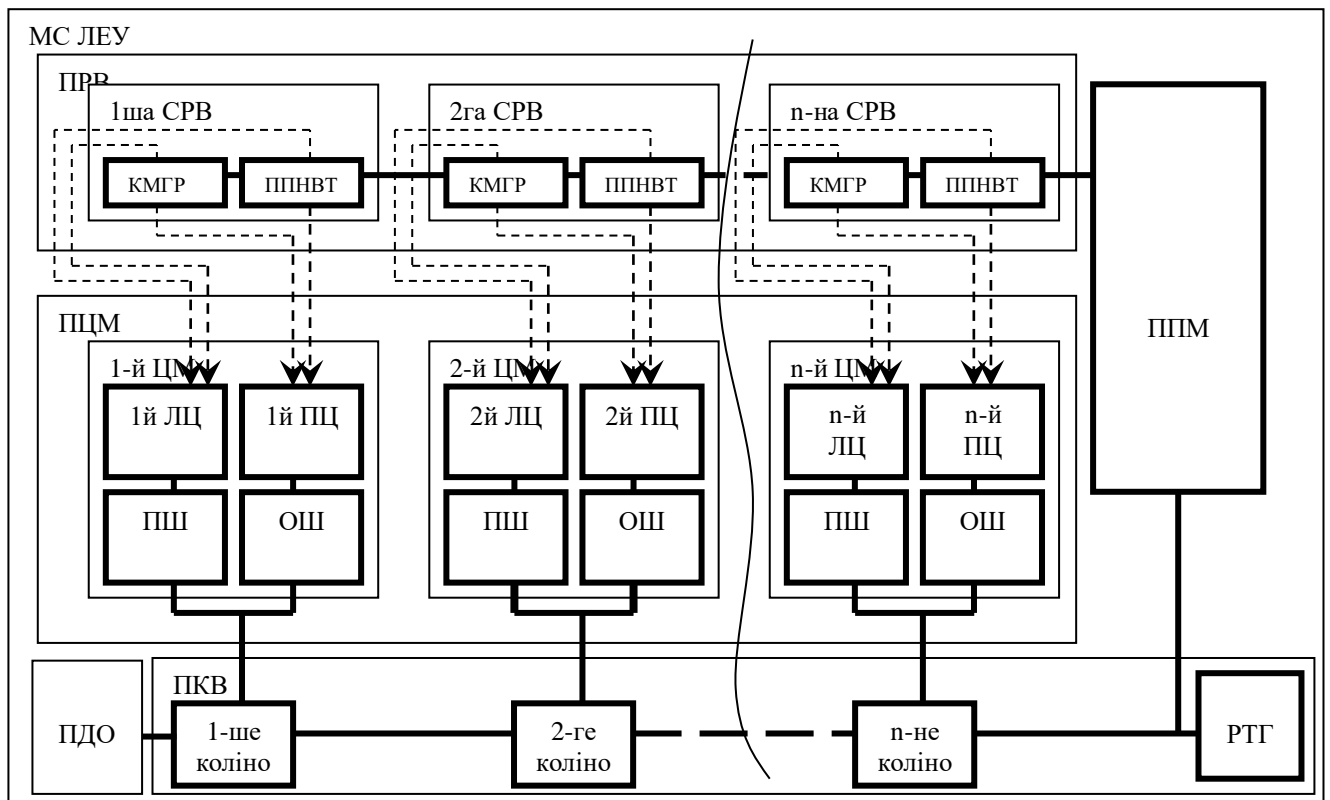 МС ЛЕУ
ПРВ
1ша СРВ
2га СРВ
n-на СРВ
КМГР
ППНВТ
КМГР
ППНВТ
КМГР
ППНВТ
ППМ
ПЦМ
1-й ЦМ
2-й ЦМ
n-й ЦМ
1й ЛЦ
1й ПЦ
2й ЛЦ
2й ПЦ
n-й
ЛЦ
n-й
ПЦ
ПШ
ОШ
ПШ
ОШ
ПШ
ОШ
ПКВ
ПДО
1-ше
коліно
2-ге
коліно
n-не
коліно
РТГ